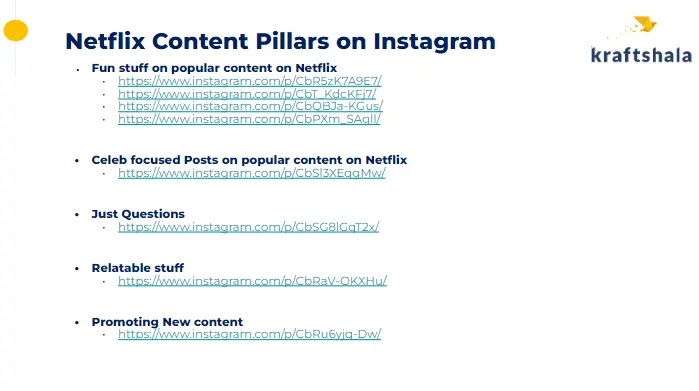 Netflix Content Pillars on Instagram
kraftshala
• Fun stuff on popular content on Netflix
• https://www.instagram.com/p/CbR5zK7A9E7/
• https://www.instagram.com/p/CbT_KdcKFj7/
• https://www.instagram.com/p/CbQBJa-KGus/
• https://www.instagram.com/p/CbPXm_SAgll/
• Celeb focused Posts on popular content on Netflix
• https://www.instagram.com/p/CbSl3XEqgMw/
• Just Questions
• https://www.instagram.com/p/CbSG8lGqT2x/
• Relatable stuff
• https://www.instagram.com/p/CbRaV-OKXHu/
• Promoting New content
• https://www.instagram.com/p/CbRu6yjq-Dw/